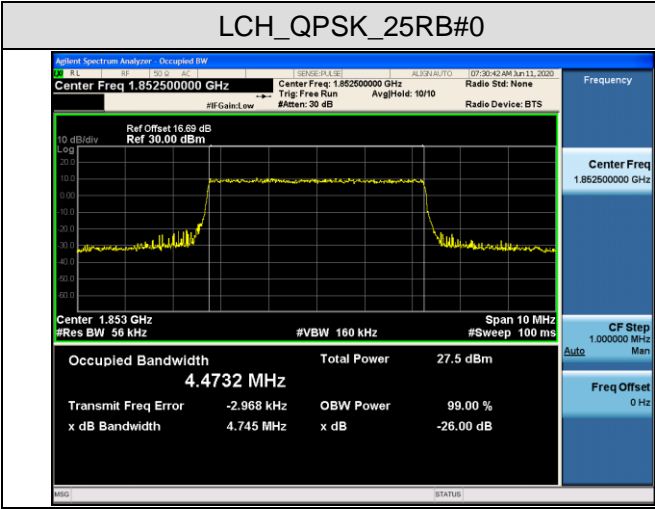 LCH_QPSK_25RB#0
Agilent Spectrum Analyzer - Occupied BW
RL RF 50 Ω AC SENSE:PULSE ALIGN AUTO 07:30:42 AM Jun 11, 2020
Center Freq 1.852500000 GHz
Center Freq: 1.852500000 GHz
Radio Std: None
Trig: Free Run Avg|Hold: 10/10
#IFGain:Low #Atten: 30 dB Radio Device: BTS
Frequency
Ref Offset 16.69 dB
10 dB/div Ref 30.00 dBm
Log
20.0
10.0
0.00
-10.0
-20.0
-30.0
-40.0
-50.0
-60.0
Center Freq
1.852500000 GHz
Center 1.853 GHz Span 10 MHz
#Res BW 56 kHz #VBW 160 kHz #Sweep 100 ms
CF Step
1.000000 MHz
Auto Man
Freq Offset
0 Hz
Occupied Bandwidth Total Power 27.5 dBm
4.4732 MHz
Transmit Freq Error -2.968 kHz OBW Power 99.00 %
x dB Bandwidth 4.745 MHz x dB -26.00 dB
MSG STATUS